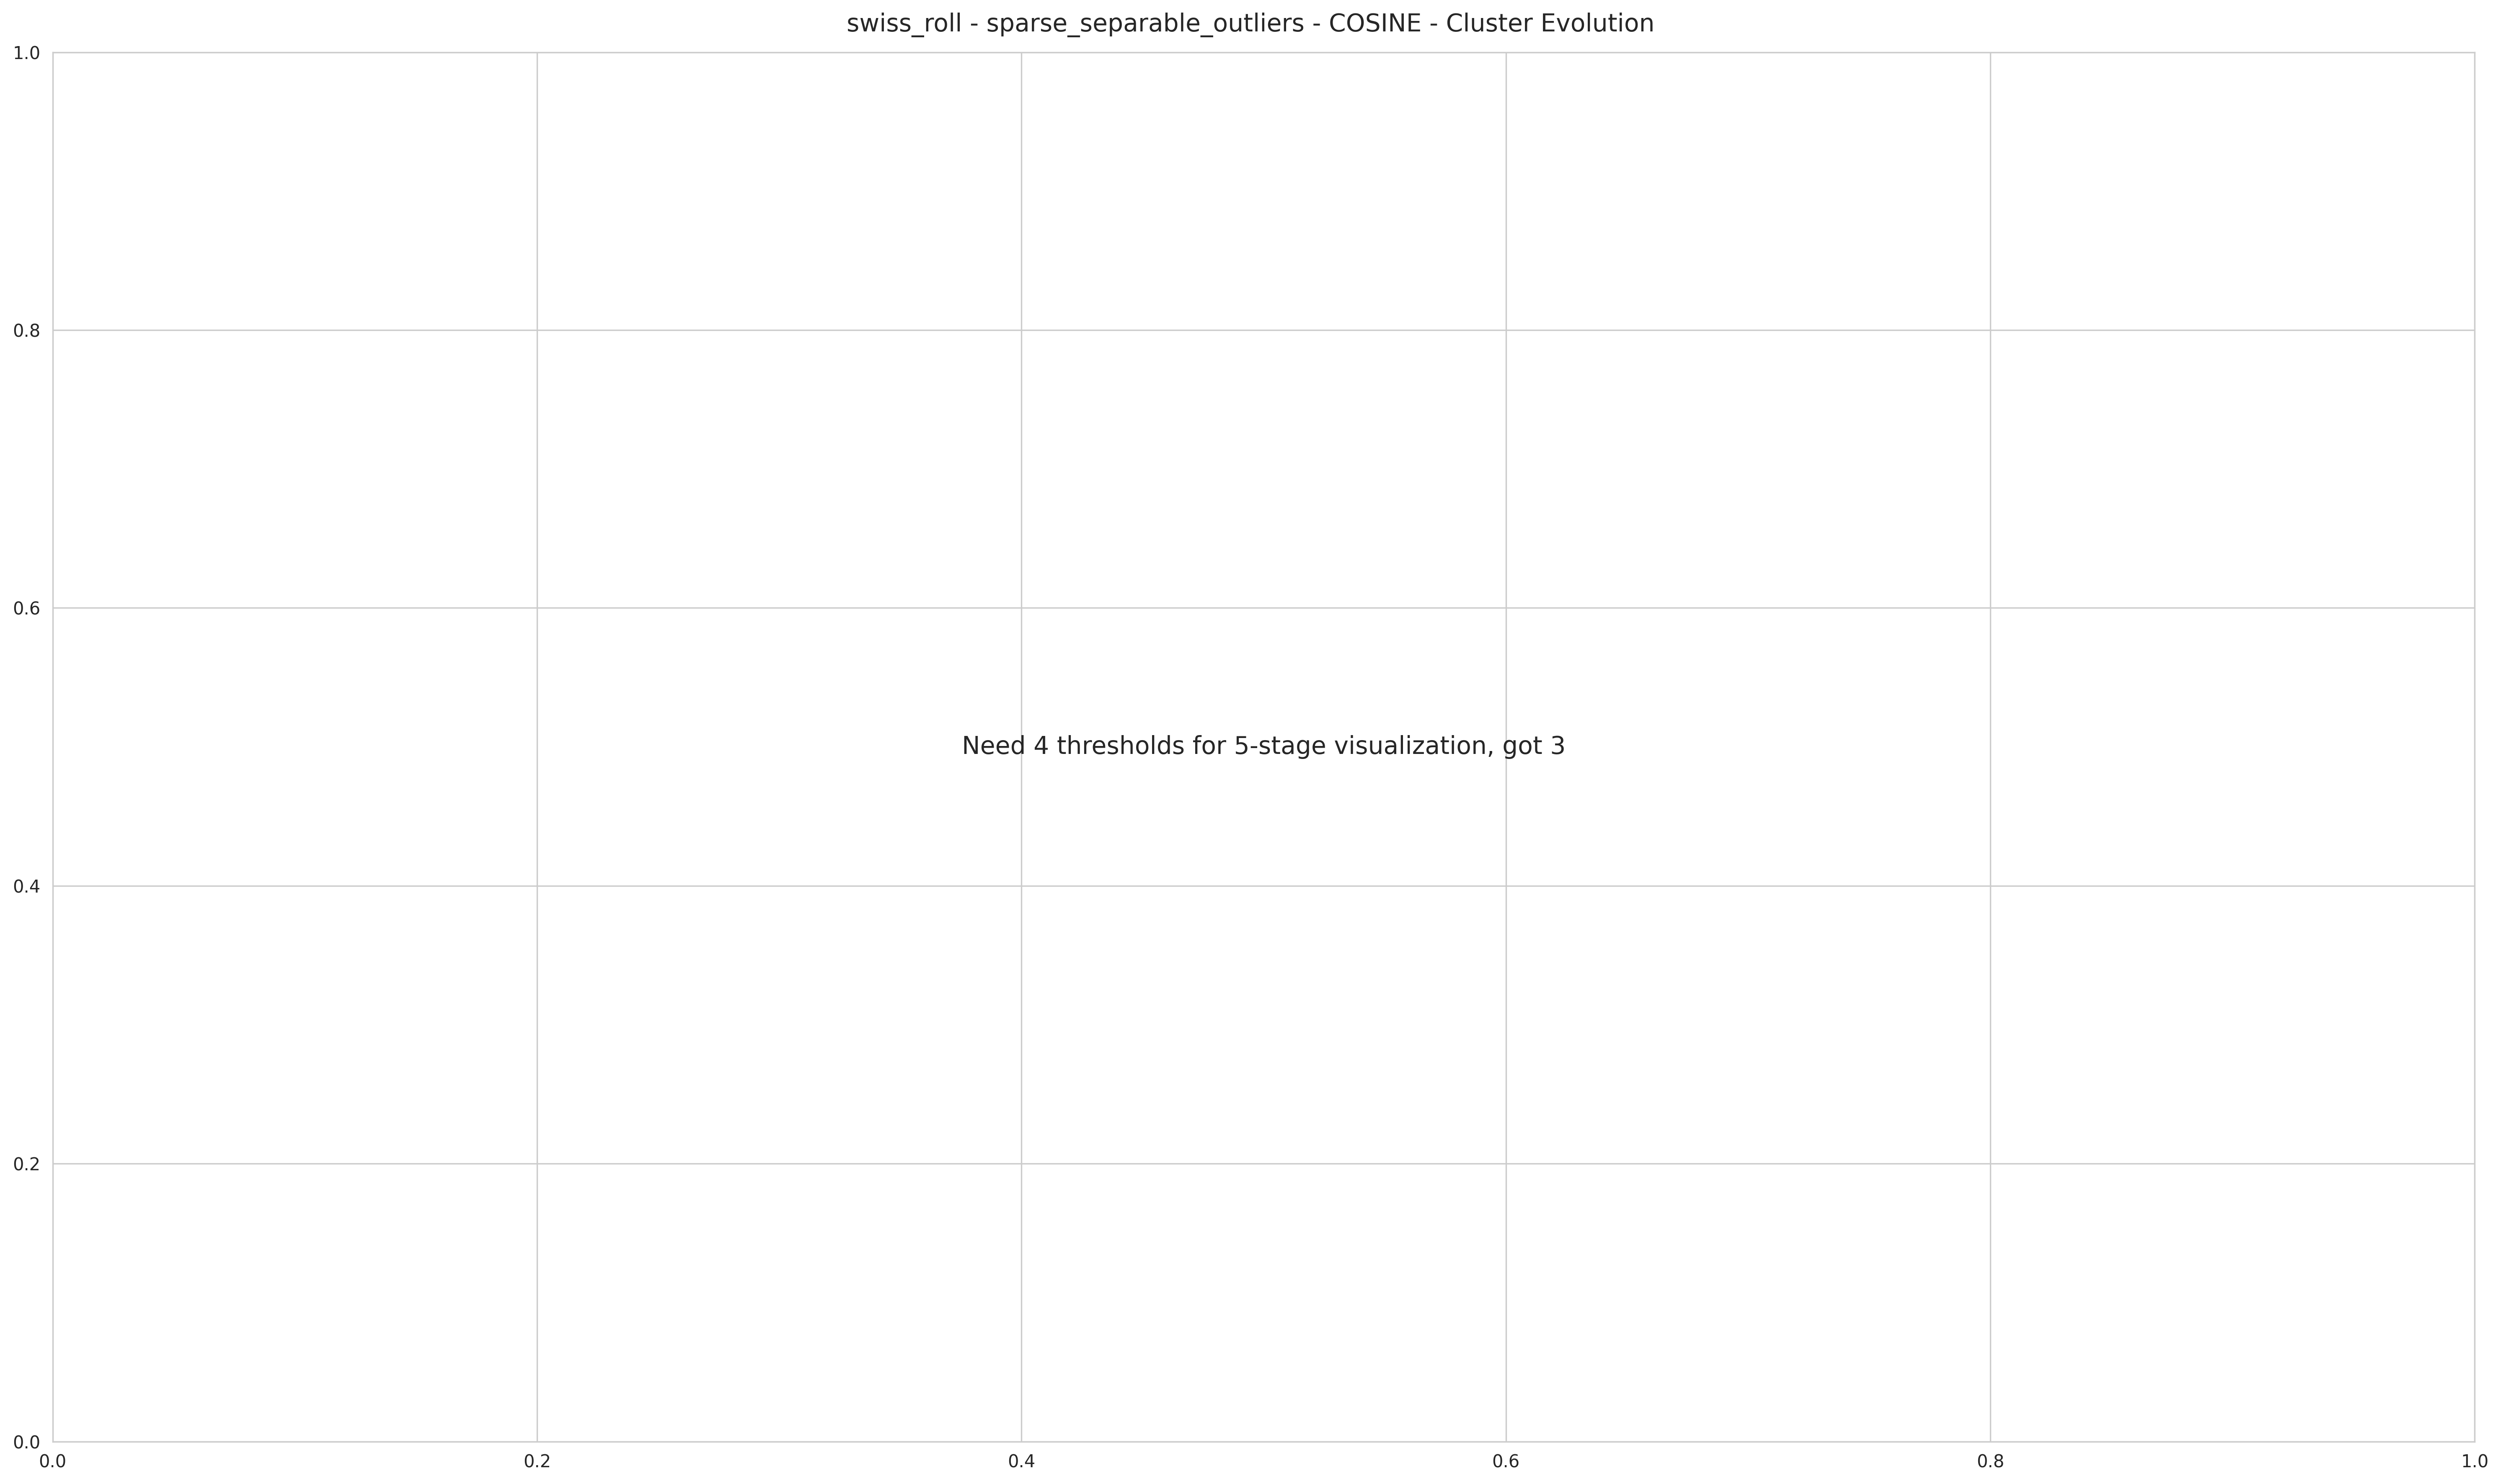 swiss_roll - sparse_separable_outliers - COSINE - Cluster Evolution
1.0
0.8
0.6
Need 4 thresholds for 5-stage visualization, got 3
0.4
0.2
0.0
0.0 0.2 0.4 0.6 0.8 1.0